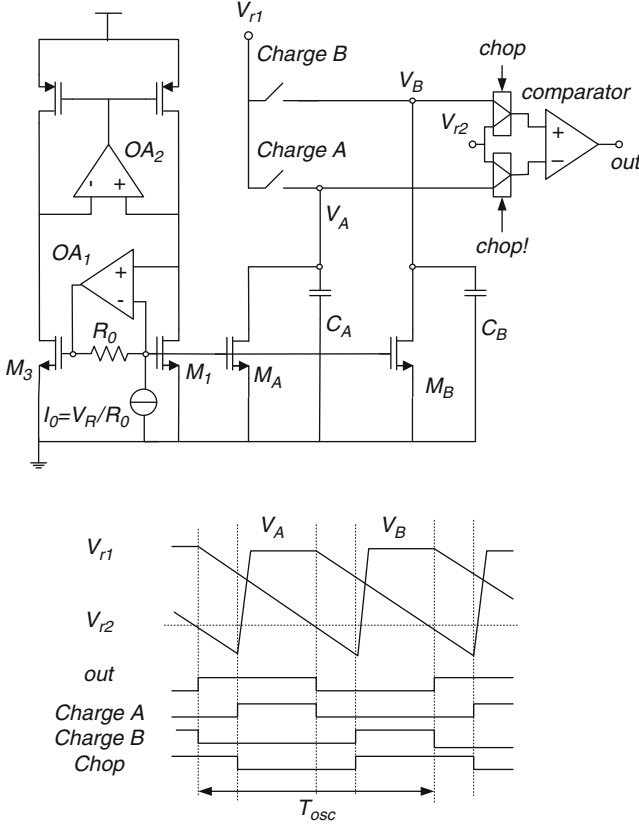 V_r1
Charge B
chop
V_B
comparator
V_r2
OA_2
- +
Charge A
+
−
out
V_A
chop!
OA_1
+
-
C_A
C_B
R_0
M_3
M_1
M_A
M_B
I_0=V_R/R_0
V_A
V_B
V_r1
V_r2
out
Charge A
Charge B
Chop
T_osc